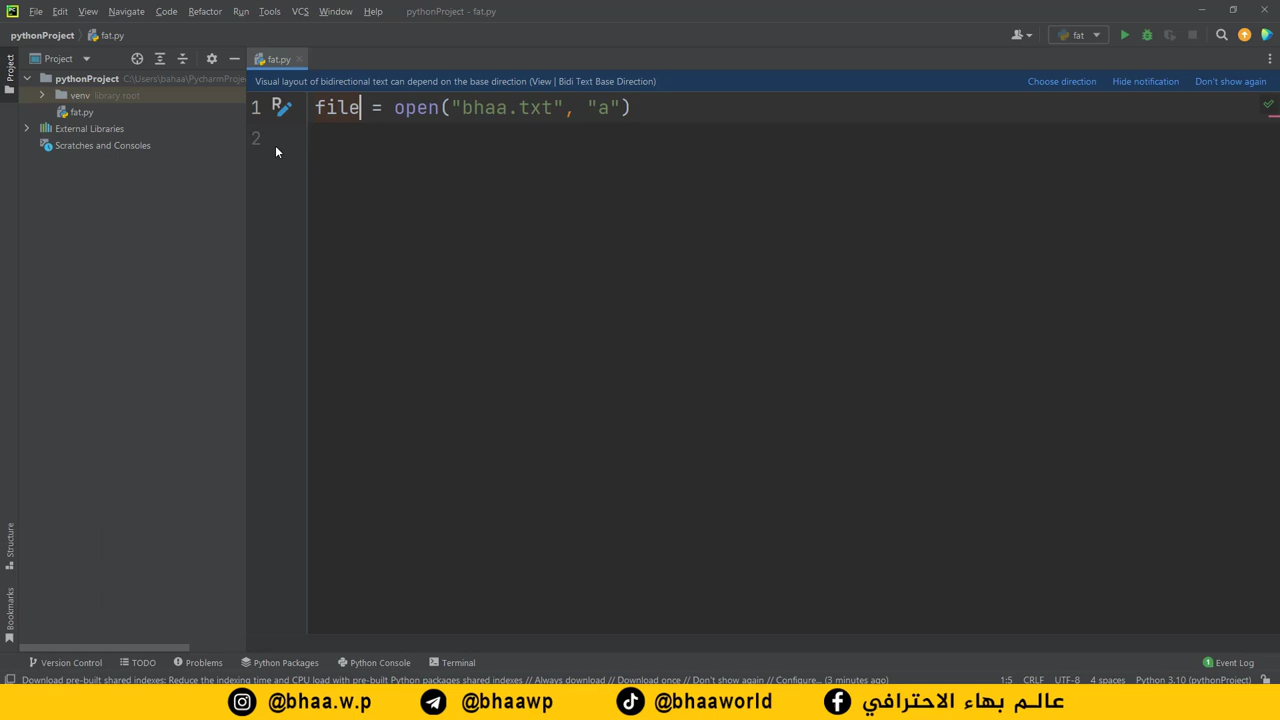 File Edit View Navigate Code Refactor Run Tools VCS Window Help pythonProject - fat.py
pythonProject fat.py fat
Project fat.py
Visual layout of bidirectional text can depend on the base direction (View | Bidi Text Base Direction) Choose direction Hide notification Don't show again
Project
pythonProject C:\Users\bahaa\PycharmProje
venv library root
fat.py
External Libraries
Scratches and Consoles
1 file = open("bhaa.txt", "a")
2
Structure
Bookmarks
Version Control TODO Problems Python Packages Python Console Terminal 1 Event Log
Download pre-built shared indexes: Reduce the indexing time and CPU load with pre-built Python packages shared indexes // Always download // Download once // Don't show again // Configure... (3 minutes ago) 1:5 CRLF UTF-8 4 spaces Python 3.10 (pythonProject)
@bhaa.w.p @bhaawp @bhaaworld عالم بهاء الاحترافي